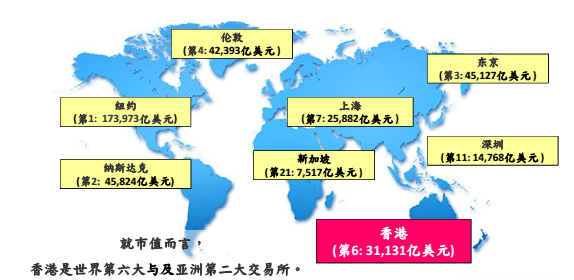 伦敦
(第4: 42,393亿美元)
东京
(第3: 45,127亿美元)
纽约
(第1: 173,973亿美元)
上海
(第7: 25,882亿美元)
深圳
(第11: 14,768亿美元)
新加坡
(第21: 7,517亿美元)
纳斯达克
(第2: 45,824亿美元)
香港
(第6: 31,131亿美元)
就市值而言，
香港是世界第六大与及亚洲第二大交易所。